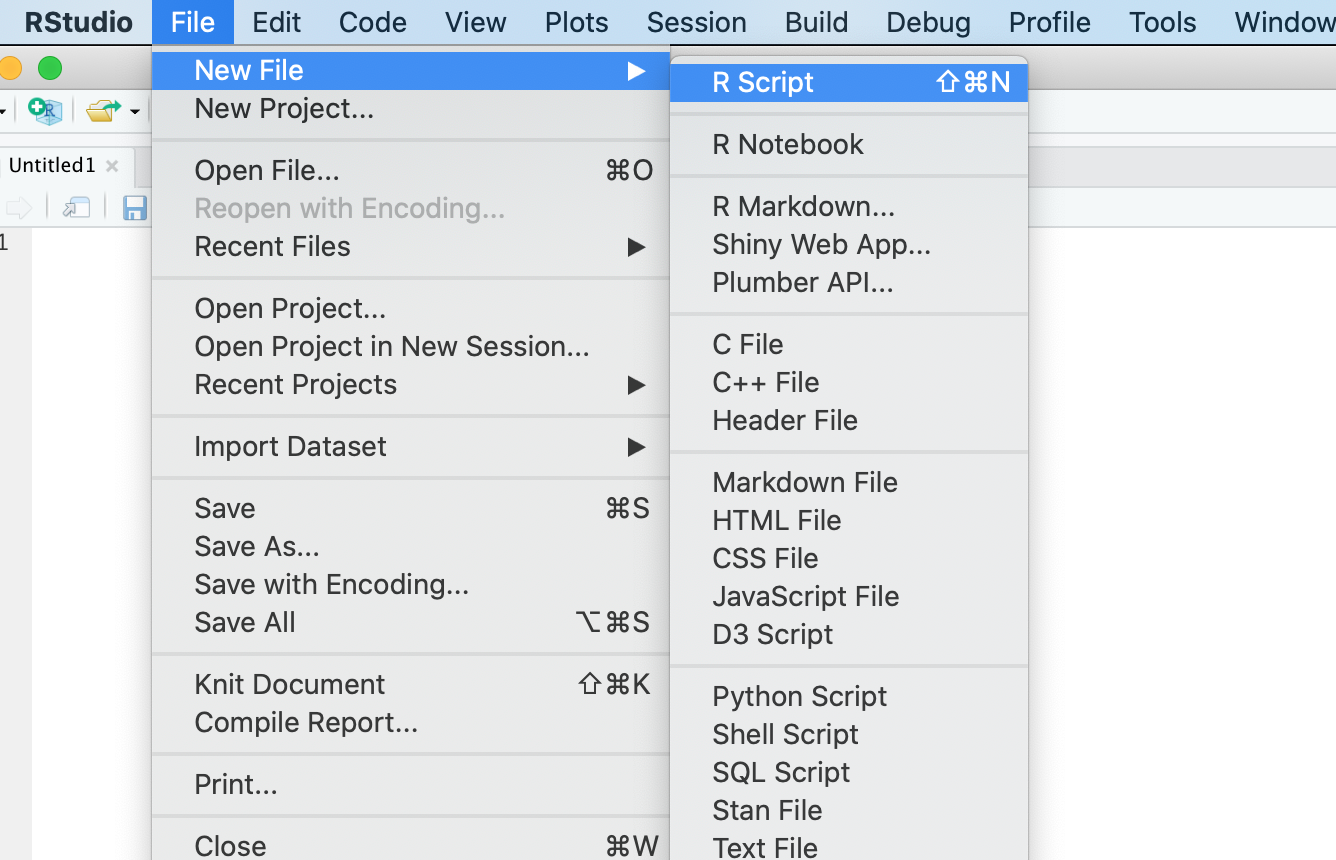 RStudio File Edit Code View Plots Session Build Debug Profile Tools Window
New File ▶
New Project...
Open File... ⌘O
Reopen with Encoding...
Recent Files ▶
Open Project...
Open Project in New Session...
Recent Projects ▶
Import Dataset ▶
Save ⌘S
Save As...
Save with Encoding...
Save All ⌥⌘S
Knit Document ⇧⌘K
Compile Report...
Print...
Close ⌘W
R Script ⇧⌘N
R Notebook
R Markdown...
Shiny Web App...
Plumber API...
C File
C++ File
Header File
Markdown File
HTML File
CSS File
JavaScript File
D3 Script
Python Script
Shell Script
SQL Script
Stan File
Text File
R
Untitled1 ×
1